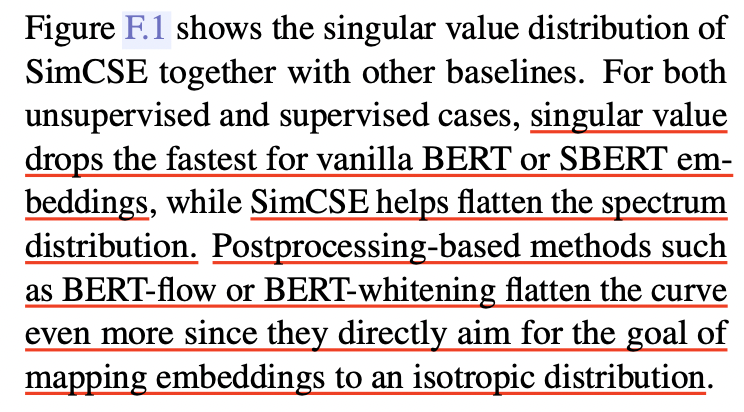 Figure F.1 shows the singular value distribution of
SimCSE together with other baselines. For both
unsupervised and supervised cases, singular value
drops the fastest for vanilla BERT or SBERT em-
beddings, while SimCSE helps flatten the spectrum
distribution. Postprocessing-based methods such
as BERT-flow or BERT-whitening flatten the curve
even more since they directly aim for the goal of
mapping embeddings to an isotropic distribution.